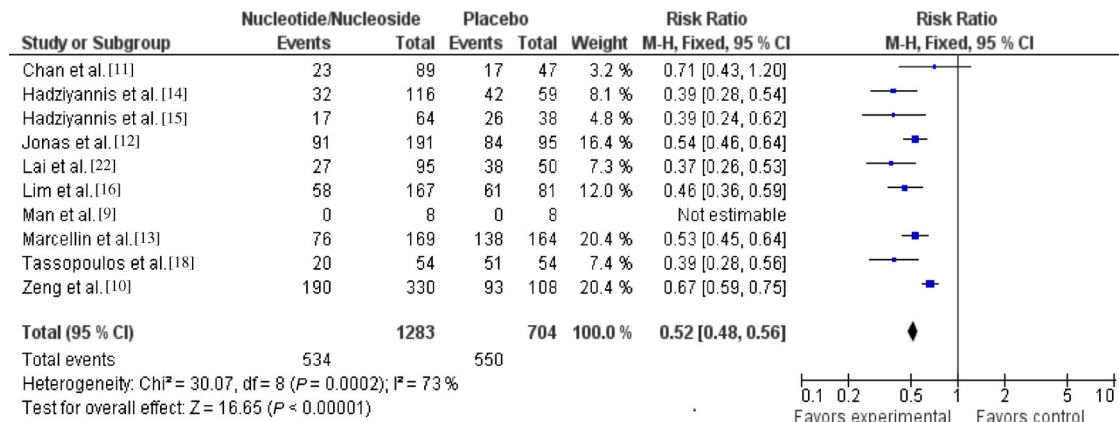 Nucleotide/Nucleoside Placebo Risk Ratio Risk Ratio
Study or Subgroup Events Total Events Total Weight M-H, Fixed, 95 % CI M-H, Fixed, 95 % CI
Chan et al. [11] 23 89 17 47 3.2 % 0.71 [0.43, 1.20]
Hadziyannis et al. [14] 32 116 42 59 8.1 % 0.39 [0.28, 0.54]
Hadziyannis et al. [15] 17 64 26 38 4.8 % 0.39 [0.24, 0.62]
Jonas et al. [12] 91 191 84 95 16.4 % 0.54 [0.46, 0.64]
Lai et al. [22] 27 95 38 50 7.3 % 0.37 [0.26, 0.53]
Lim et al. [16] 58 167 61 81 12.0 % 0.46 [0.36, 0.59]
Man et al. [9] 0 8 0 8 Not estimable
Marcellin et al. [13] 76 169 138 164 20.4 % 0.53 [0.45, 0.64]
Tassopoulos et al. [18] 20 54 51 54 7.4 % 0.39 [0.28, 0.56]
Zeng et al. [10] 190 330 93 108 20.4 % 0.67 [0.59, 0.75]
Total (95 % CI) 1283 704 100.0 % 0.52 [0.48, 0.56]
Total events 534 550
Heterogeneity: Chi² = 30.07, df = 8 (P = 0.0002); I² = 73 %
Test for overall effect: Z = 16.65 (P < 0.00001)
0.1 0.2 0.5 1 2 5 10
Favors experimental Favors control